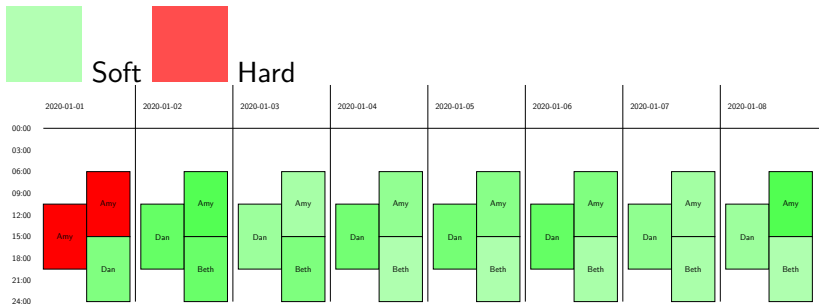 Soft Hard
2020-01-01 2020-01-02 2020-01-03 2020-01-04 2020-01-05 2020-01-06 2020-01-07 2020-01-08
00:00
03:00
06:00
09:00
Amy Amy Amy Amy Amy Amy Amy Amy
12:00
15:00 Amy Dan Dan Dan Dan Dan Dan Dan
18:00
Dan Beth Beth Beth Beth Beth Beth Beth
21:00
24:00